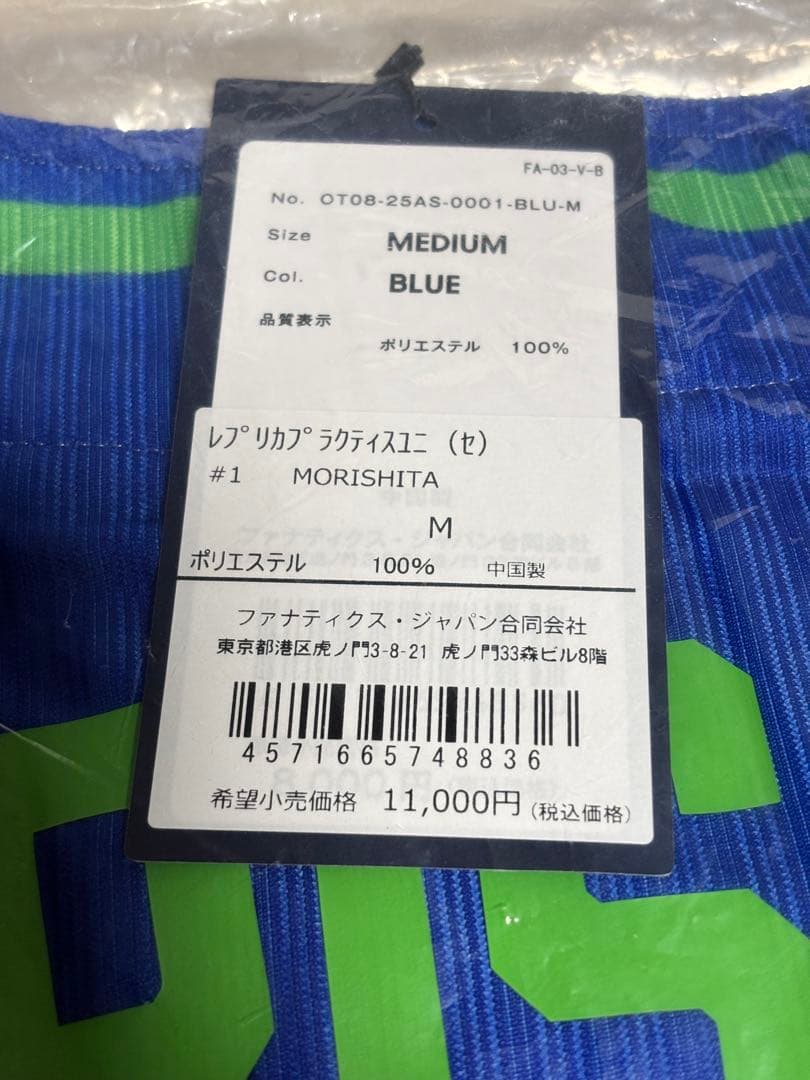 FA-03-V-B
No. OT08-25AS-0001-BLU-M
Size MEDIUM
Col. BLUE
品質表示
ポリエステル 100%
ﾚﾌﾟﾘｶﾌﾟﾗｸﾃｨｽﾕﾆ (ｾ)
#1 MORISHITA
M
ポリエステル 100% 中国製
ファナティクス・ジャパン合同会社
東京都港区虎ノ門3-8-21 虎ノ門33森ビル8階
4571665748836
希望小売価格 11,000円 (税込価格)